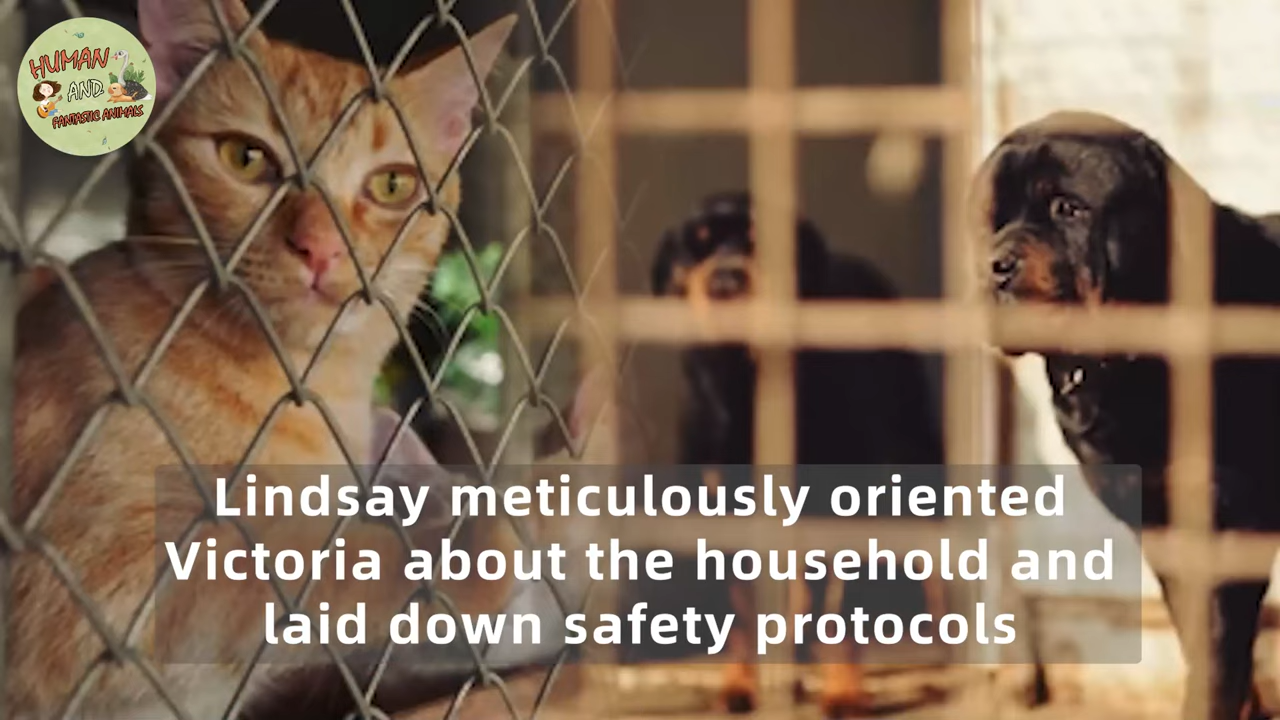 HUMAN
AND
FANTASTIC ANIMALS
Lindsay meticulously oriented
Victoria about the household and
laid down safety protocols